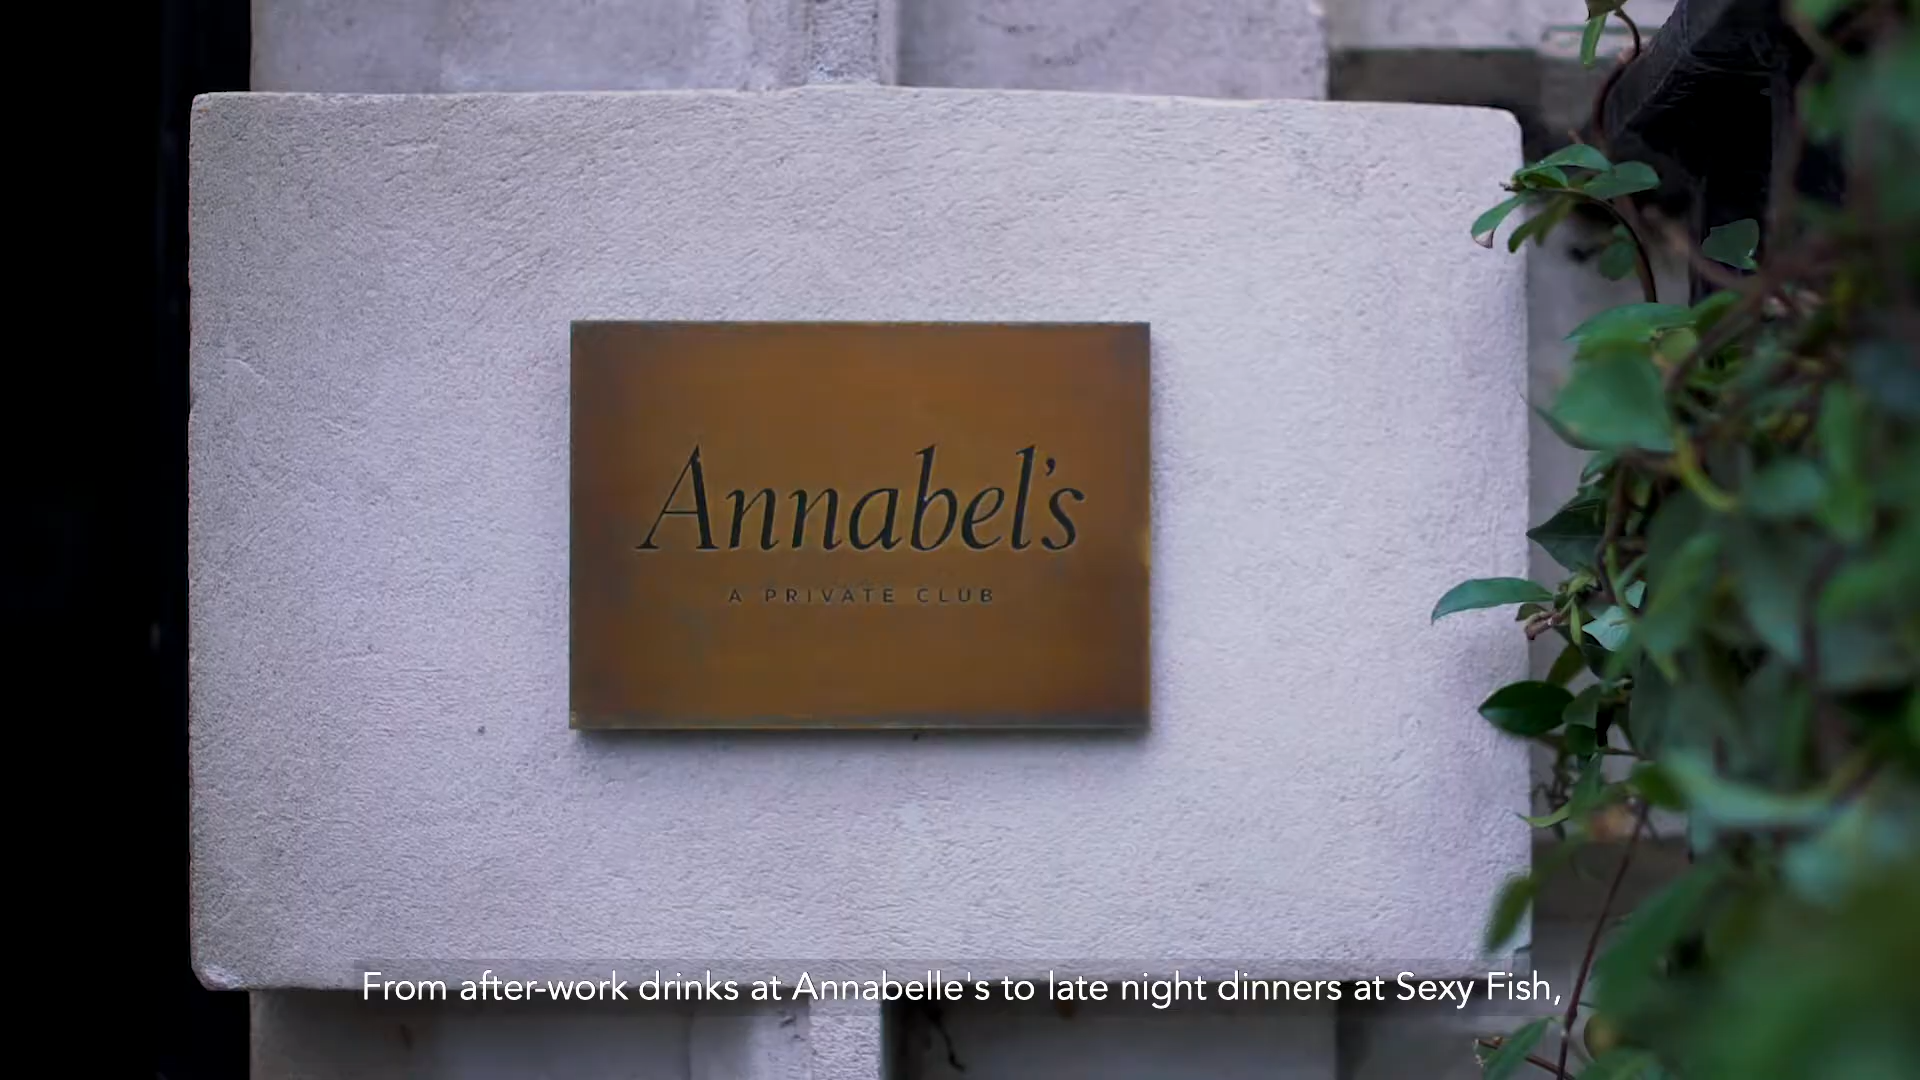 Annabel's
A PRIVATE CLUB
From after-work drinks at Annabelle's to late night dinners at Sexy Fish,